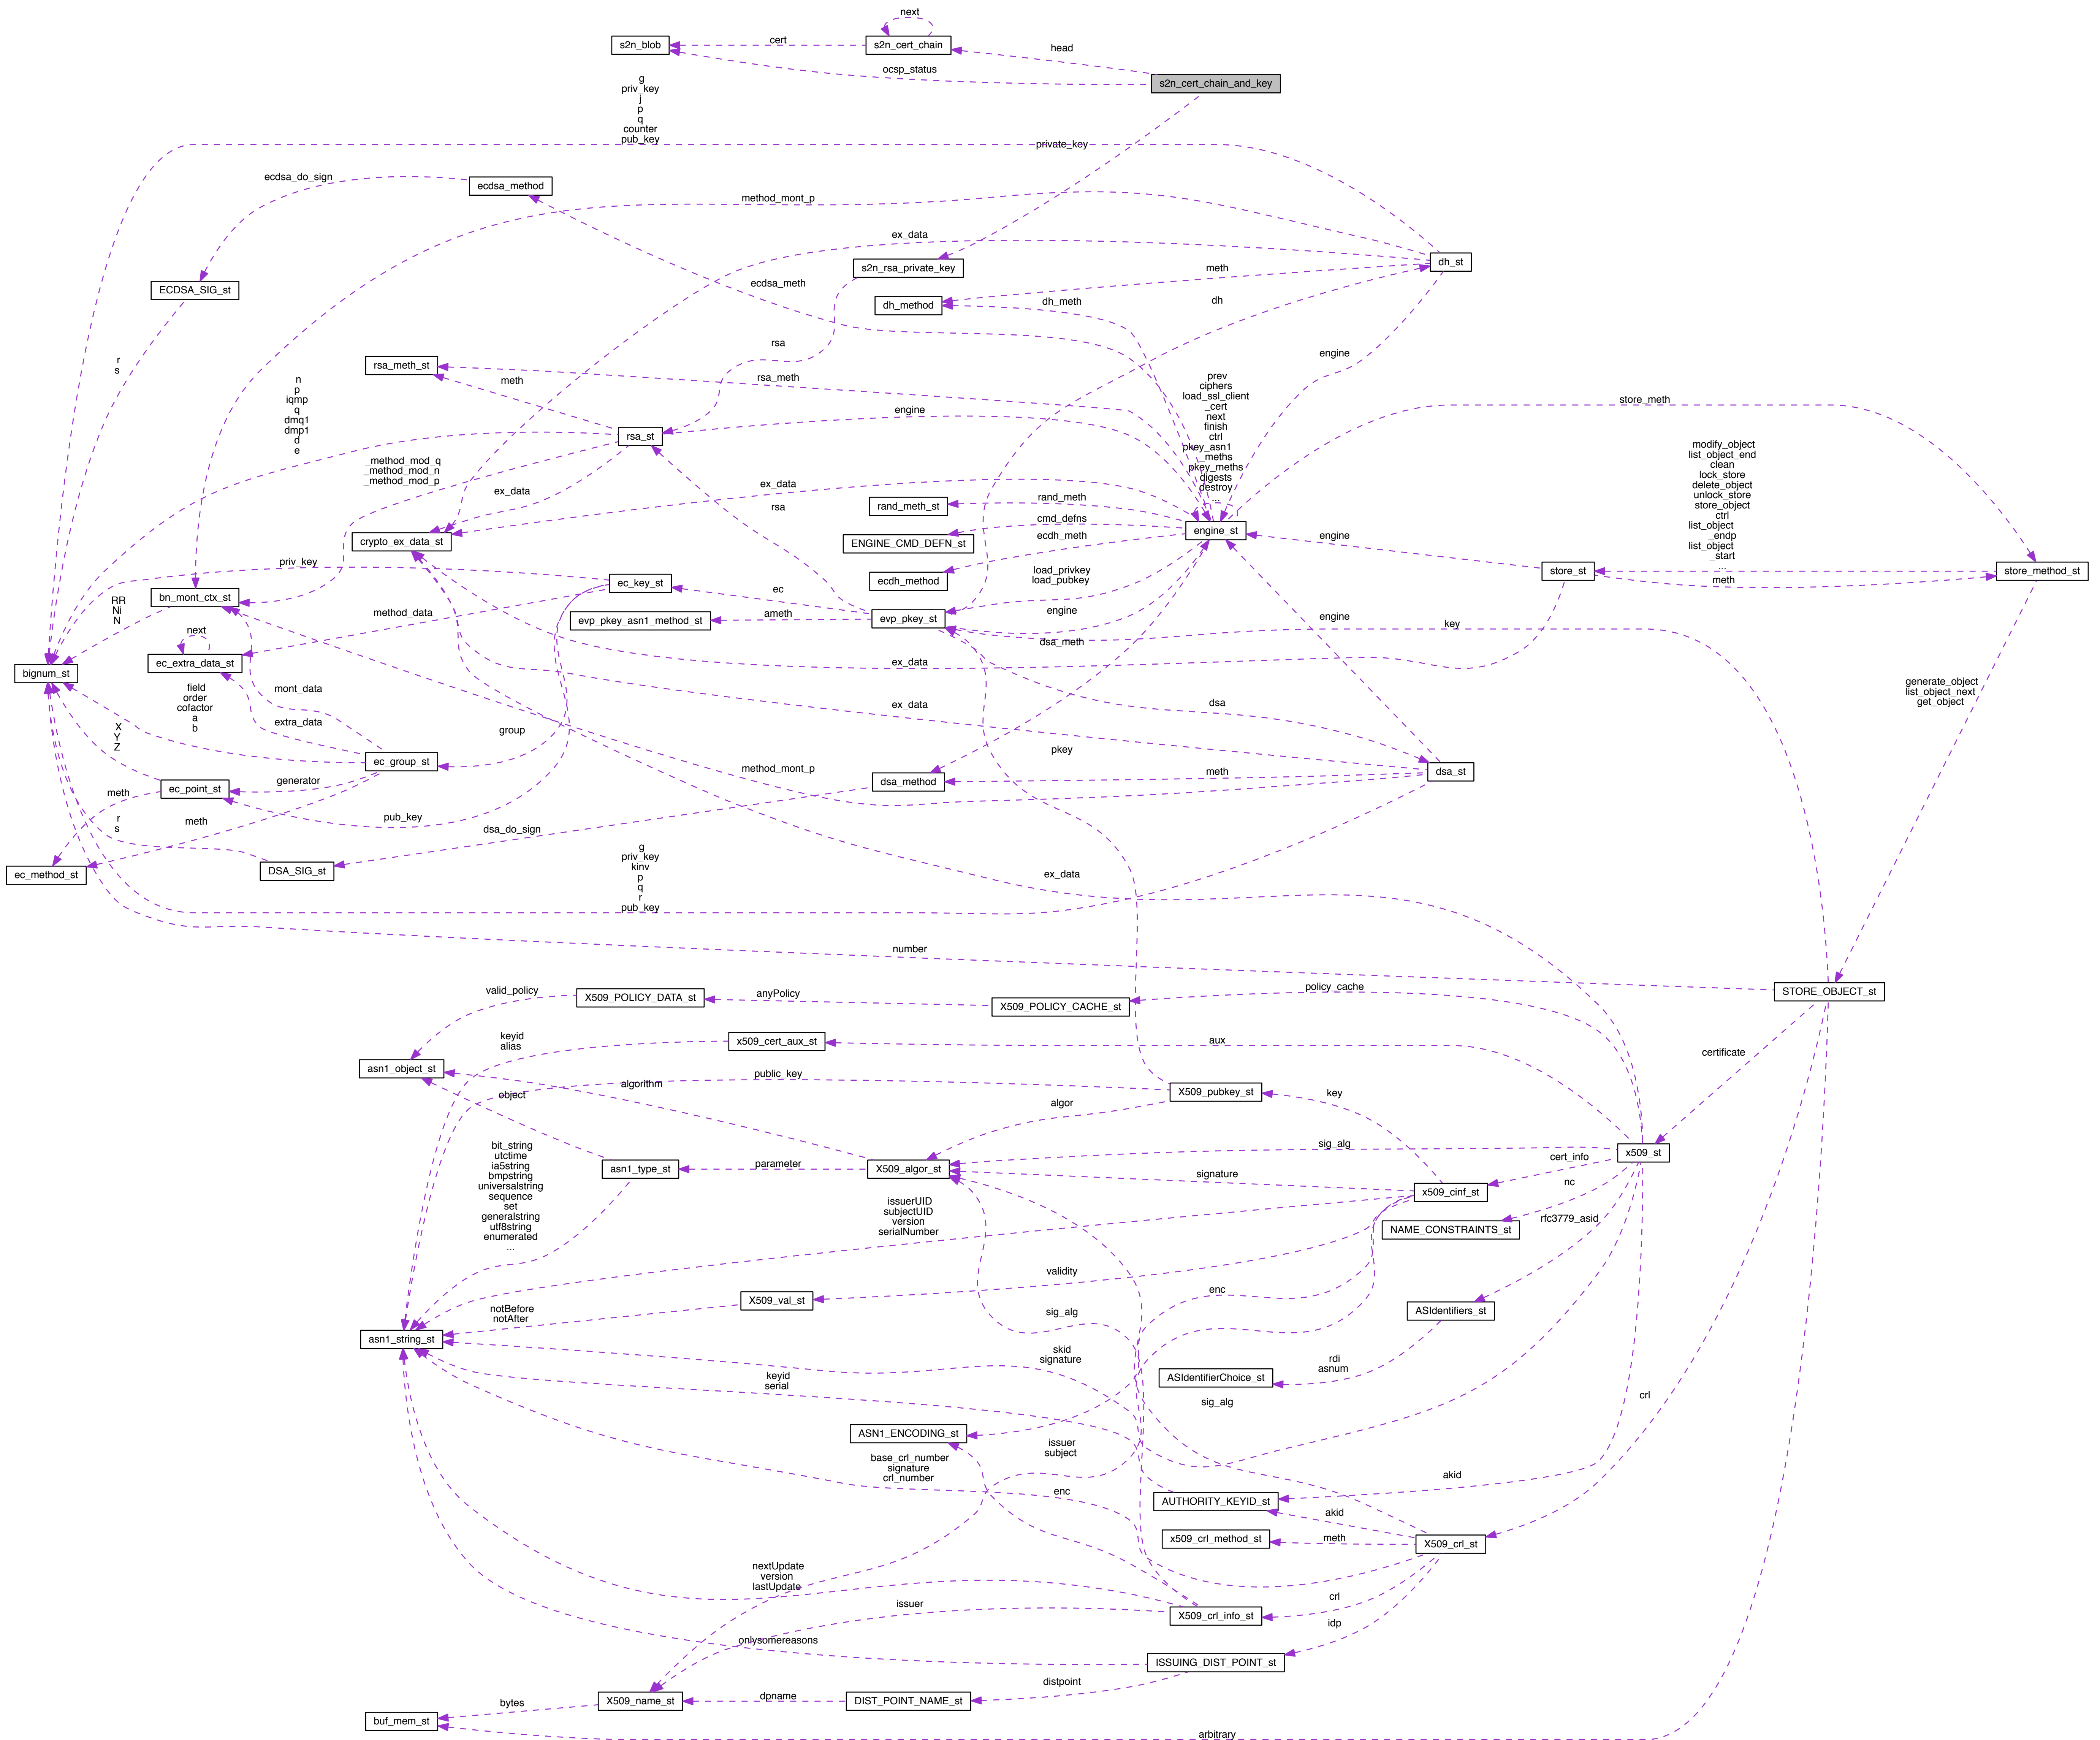 next
s2n_blob
cert
s2n_cert_chain
head
ocsp_status
s2n_cert_chain_and_key
g
priv_key
j
p
q
counter
pub_key
private_key
ecdsa_do_sign
ecdsa_method
method_mont_p
ex_data
dh_st
s2n_rsa_private_key
meth
ECDSA_SIG_st
ecdsa_meth
dh_method
dh_meth
dh
rsa
engine
r
s
rsa_meth_st
meth
rsa_meth
n
p
iqmp
q
dmq1
dmp1
d
e
prev
ciphers
load_ssl_client
_cert
next
finish
ctrl
pkey_asn1
_meths
pkey_meths
digests
destroy
...
store_meth
engine
rsa_st
_method_mod_q
_method_mod_n
_method_mod_p
modify_object
list_object_end
clean
lock_store
delete_object
unlock_store
store_object
ctrl
list_object
_endp
list_object
_start
...
ex_data
ex_data
rsa
rand_meth_st
rand_meth
cmd_defns
engine_st
engine
crypto_ex_data_st
ENGINE_CMD_DEFN_st
ecdh_meth
priv_key
ec_key_st
ecdh_method
load_privkey
load_pubkey
store_st
meth
store_method_st
bn_mont_ctx_st
RR
Ni
N
method_data
ec
ameth
evp_pkey_asn1_method_st
evp_pkey_st
engine
engine
key
next
dsa_meth
ec_extra_data_st
ex_data
bignum_st
field
order
cofactor
a
b
mont_data
generate_object
list_object_next
get_object
extra_data
X
Y
Z
group
ex_data
dsa
pkey
ec_group_st
method_mont_p
generator
dsa_method
meth
dsa_st
ec_point_st
meth
r
s
meth
pub_key
dsa_do_sign
g
priv_key
kinv
p
q
r
pub_key
ec_method_st
DSA_SIG_st
ex_data
number
valid_policy
X509_POLICY_DATA_st
anyPolicy
X509_POLICY_CACHE_st
policy_cache
STORE_OBJECT_st
keyid
alias
x509_cert_aux_st
aux
certificate
asn1_object_st
algorithm
public_key
object
X509_pubkey_st
key
algor
bit_string
utctime
ia5string
bmpstring
universalstring
sequence
set
generalstring
utf8string
enumerated
...
sig_alg
x509_st
asn1_type_st
parameter
X509_algor_st
cert_info
signature
nc
x509_cinf_st
issuerUID
subjectUID
version
serialNumber
rfc3779_asid
NAME_CONSTRAINTS_st
validity
enc
X509_val_st
notBefore
notAfter
sig_alg
ASIdentifiers_st
asn1_string_st
skid
signature
rdi
asnum
keyid
serial
ASIdentifierChoice_st
crl
sig_alg
ASN1_ENCODING_st
issuer
subject
base_crl_number
signature
crl_number
akid
enc
AUTHORITY_KEYID_st
akid
x509_crl_method_st
meth
X509_crl_st
nextUpdate
version
lastUpdate
issuer
crl
X509_crl_info_st
idp
onlysomereasons
ISSUING_DIST_POINT_st
distpoint
bytes
X509_name_st
dpname
DIST_POINT_NAME_st
buf_mem_st
arbitrary